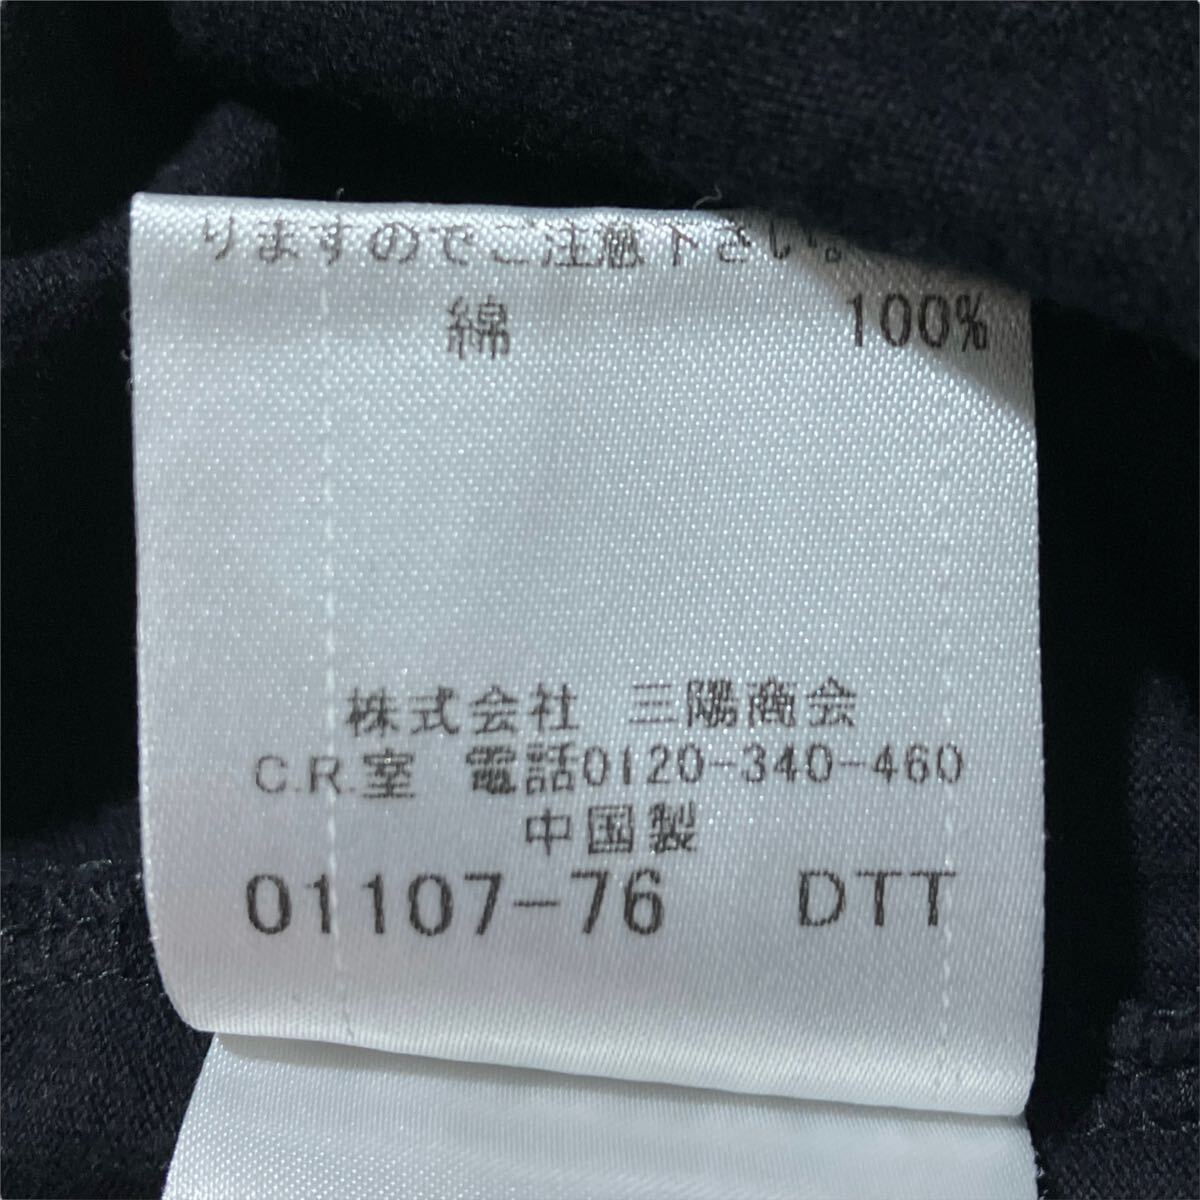 りますのでご注意下さい。
綿 100%
株式会社 三陽商会
C.R.室 電話0120-340-460
中国製
01107-76 DTT